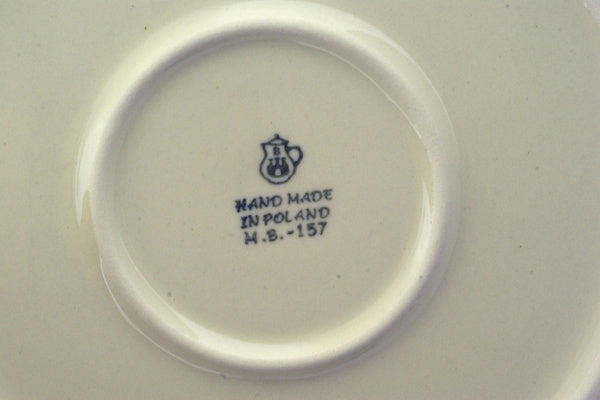 B
HAND MADE
IN POLAND
M.B.-157